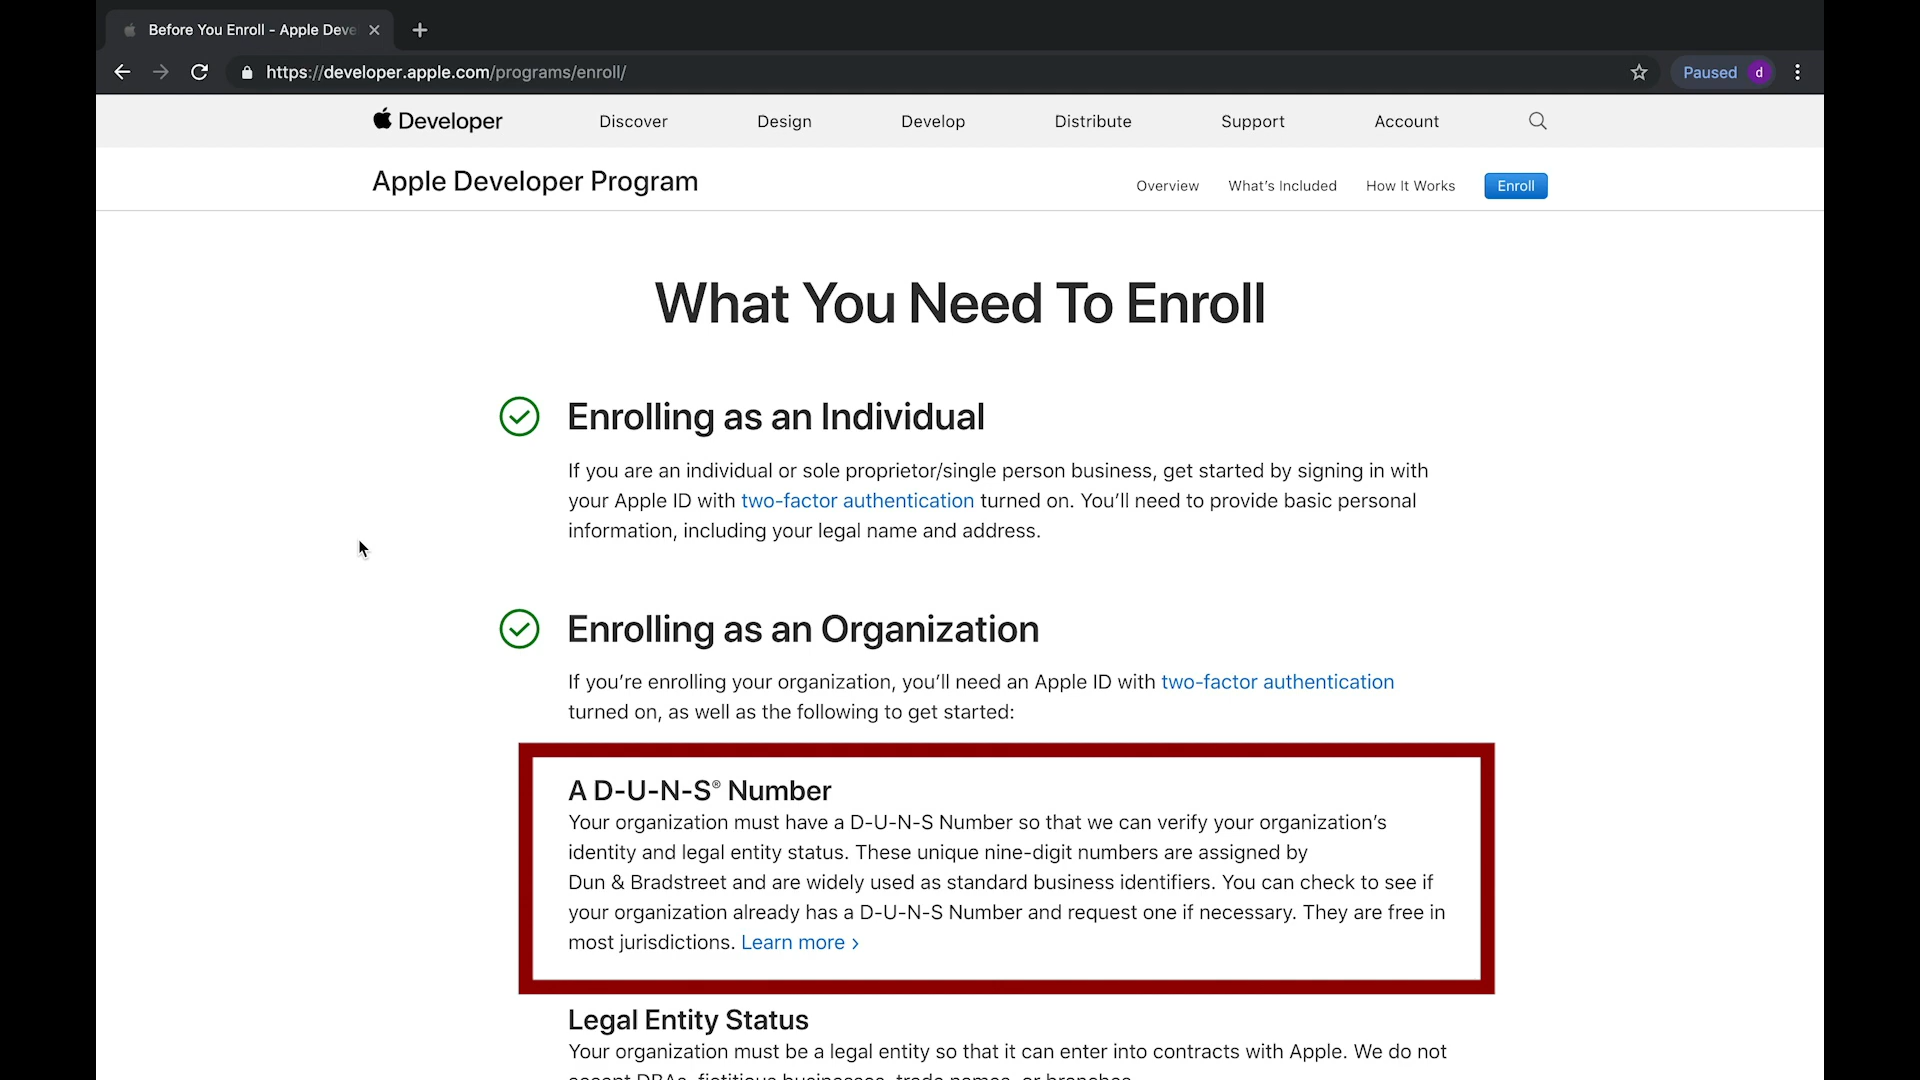 Before You Enroll - Apple Deve
https://developer.apple.com/programs/enroll/
Paused d
Developer Discover Design Develop Distribute Support Account
Apple Developer Program Overview What's Included How It Works Enroll
What You Need To Enroll
Enrolling as an Individual
If you are an individual or sole proprietor/single person business, get started by signing in with
your Apple ID with two-factor authentication turned on. You'll need to provide basic personal
information, including your legal name and address.
Enrolling as an Organization
If you're enrolling your organization, you'll need an Apple ID with two-factor authentication
turned on, as well as the following to get started:
A D-U-N-S® Number
Your organization must have a D-U-N-S Number so that we can verify your organization's
identity and legal entity status. These unique nine-digit numbers are assigned by
Dun & Bradstreet and are widely used as standard business identifiers. You can check to see if
your organization already has a D-U-N-S Number and request one if necessary. They are free in
most jurisdictions. Learn more ›
Legal Entity Status
Your organization must be a legal entity so that it can enter into contracts with Apple. We do not
accept DBAs, fictitious businesses, trade names, or branches.